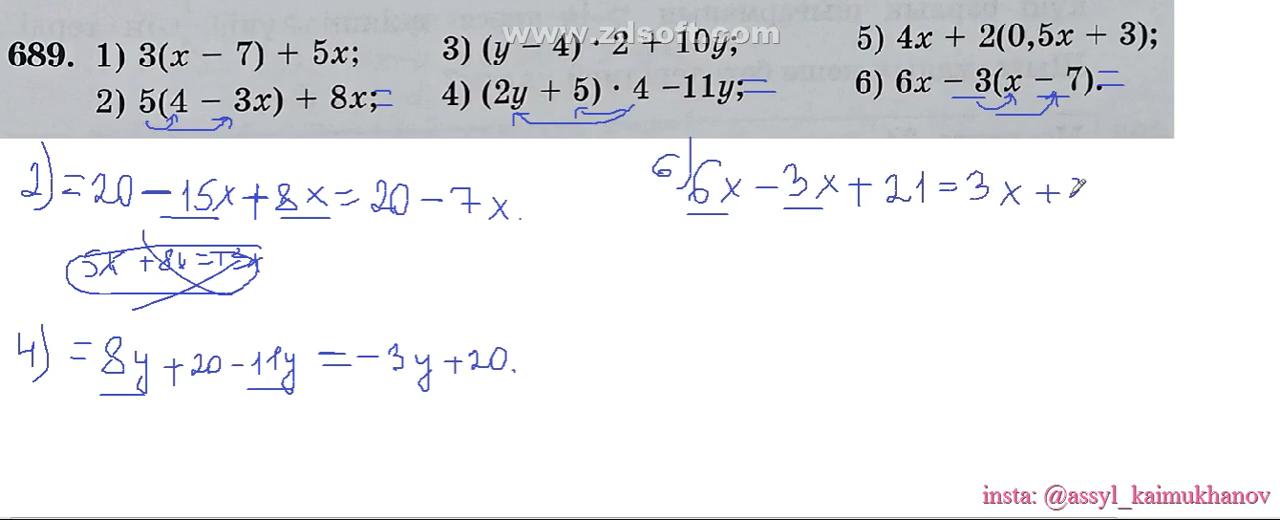 www.zdlsoft.com
689. 1) 3(x − 7) + 5x; 3) (y − 4) · 2 + 10y; 5) 4x + 2(0,5x + 3);
2) 5(4 − 3x) + 8x;= 4) (2y + 5) · 4 −11y;= 6) 6x − 3(x − 7).=
2) = 20 − 15x + 8x = 20 − 7x.
6) 6x − 3x + 21 = 3x +
4) = 8y + 20 − 11y = −3y + 20.
insta: @assyl_kaimukhanov